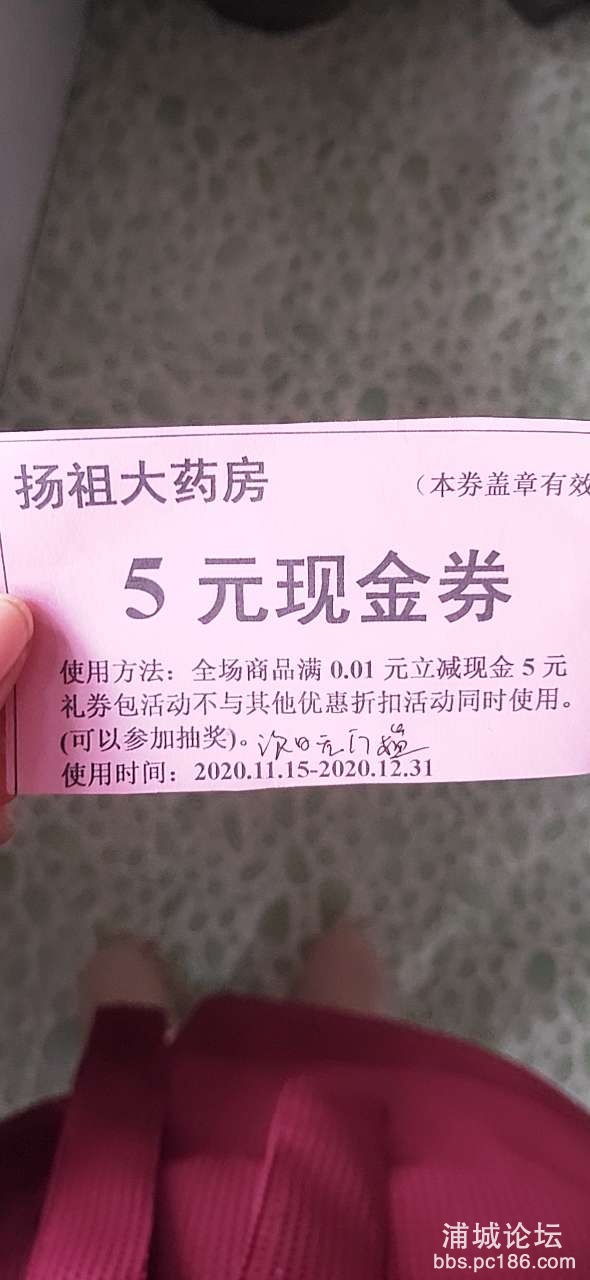 扬祖大药房
（本券盖章有效
5 元现金券
使用方法：全场商品满 0.01 元立减现金 5 元
礼券包活动不与其他优惠折扣活动同时使用。
(可以参加抽奖)。次日元
使用时间：2020.11.15-2020.12.31
浦城论坛
bbs.pc186.com